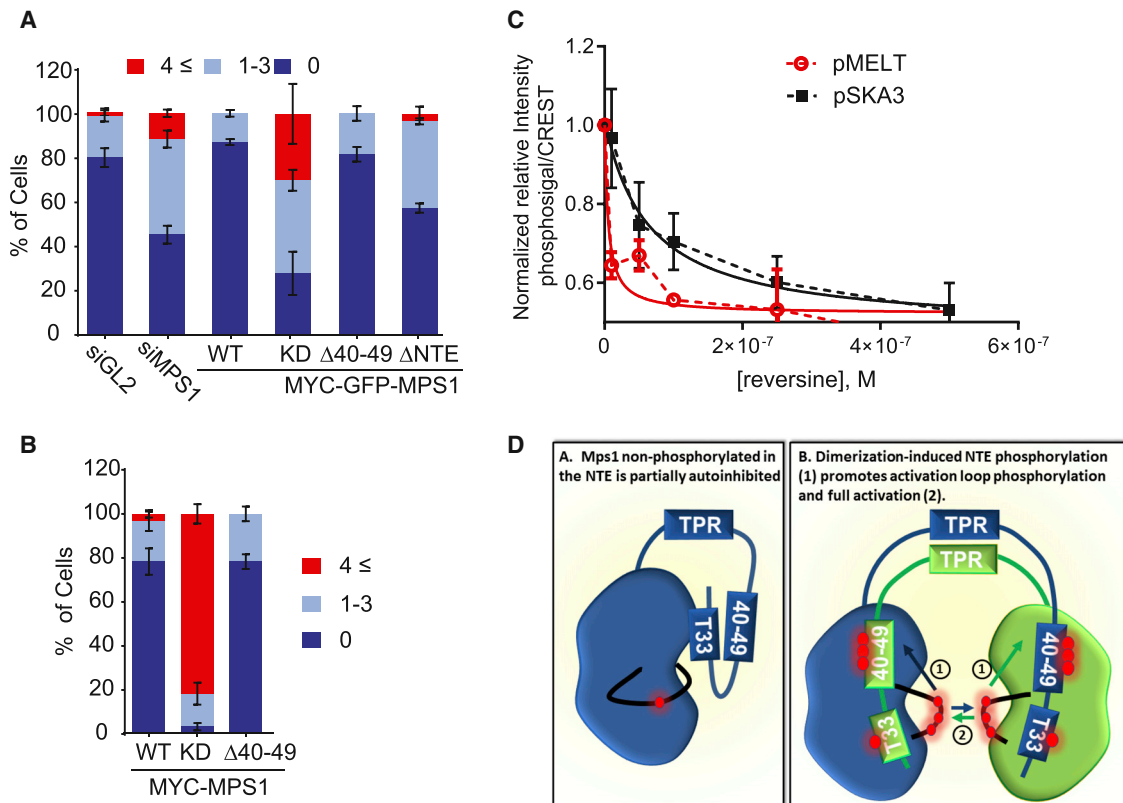 A
4 ≤ 1-3 0
% of Cells
120
100
80
60
40
20
0
siGL2 siMPS1 WT KD Δ40-49 ΔNTE
MYC-GFP-MPS1
B
% of Cells
120
100
80
60
40
20
0
4 ≤
1-3
0
WT KD Δ40-49
MYC-MPS1
C
Normalized relative Intensity
phosphosigal/CREST
1.2
1.0
0.8
0.6
pMELT
pSKA3
0 2×10⁻⁷ 4×10⁻⁷ 6×10⁻⁷
[reversine], M
D
A. Mps1 non-phosphorylated in
the NTE is partially autoinhibited
TPR
T33
40-49
B. Dimerization-induced NTE phosphorylation
(1) promotes activation loop phosphorylation
and full activation (2).
TPR
TPR
40-49
40-49
1
1
2
T33
T33